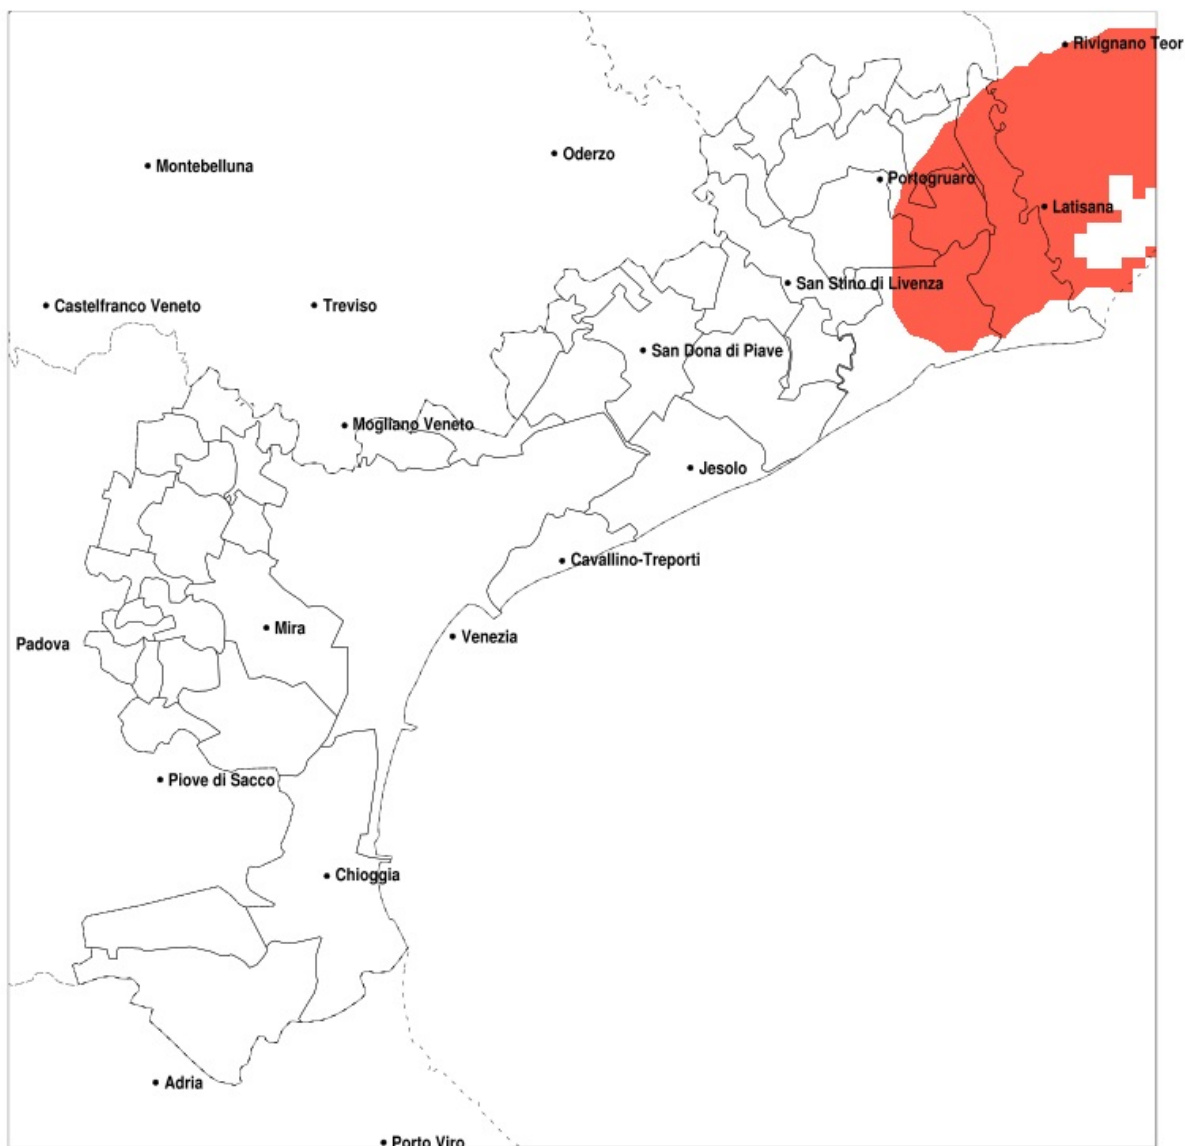 Rivignano Teor
Oderzo
Montebelluna
Portogruaro
Latisana
San Stino di Livenza
Castelfranco Veneto
Treviso
San Dona di Piave
Mogliano Veneto
Jesolo
Cavallino-Treporti
Mira
Venezia
Padova
Piove di Sacco
Chioggia
Adria
Porto Viro